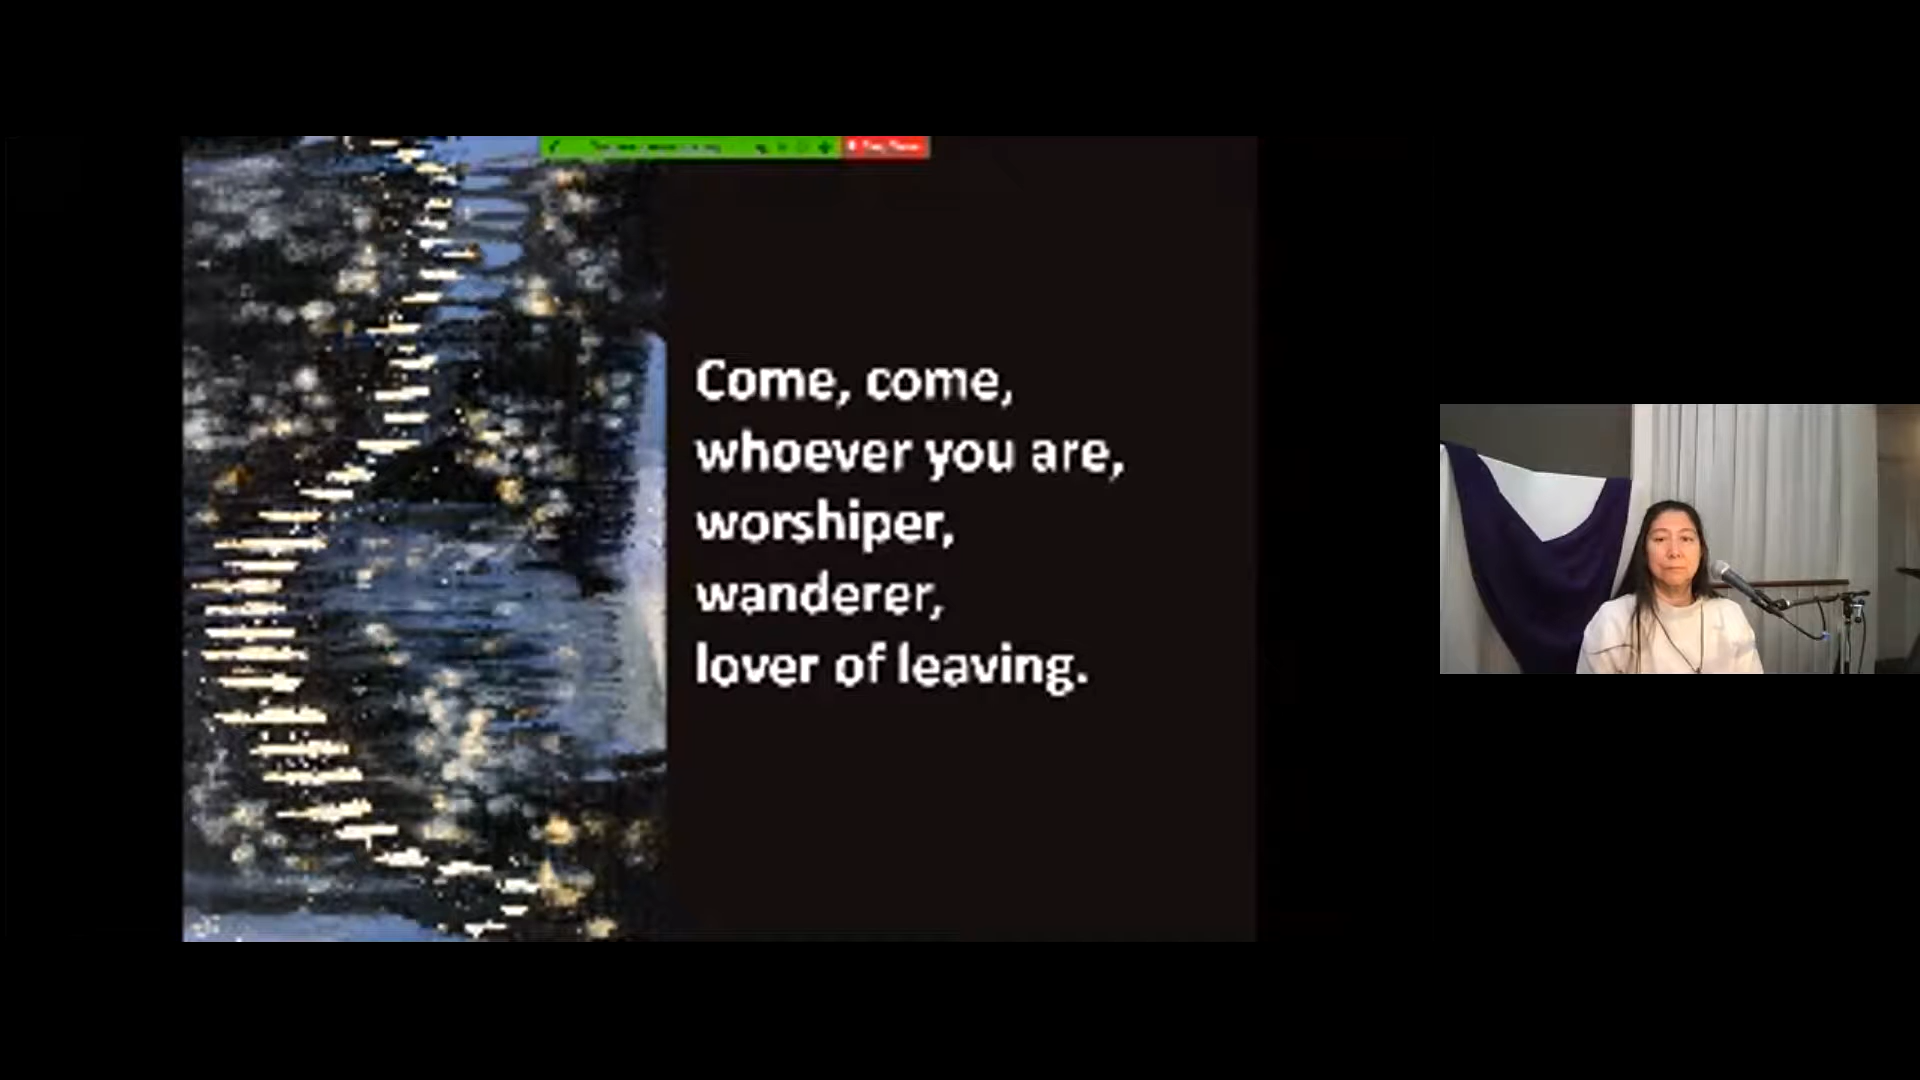 Come, come,
whoever you are,
worshiper,
wanderer,
lover of leaving.